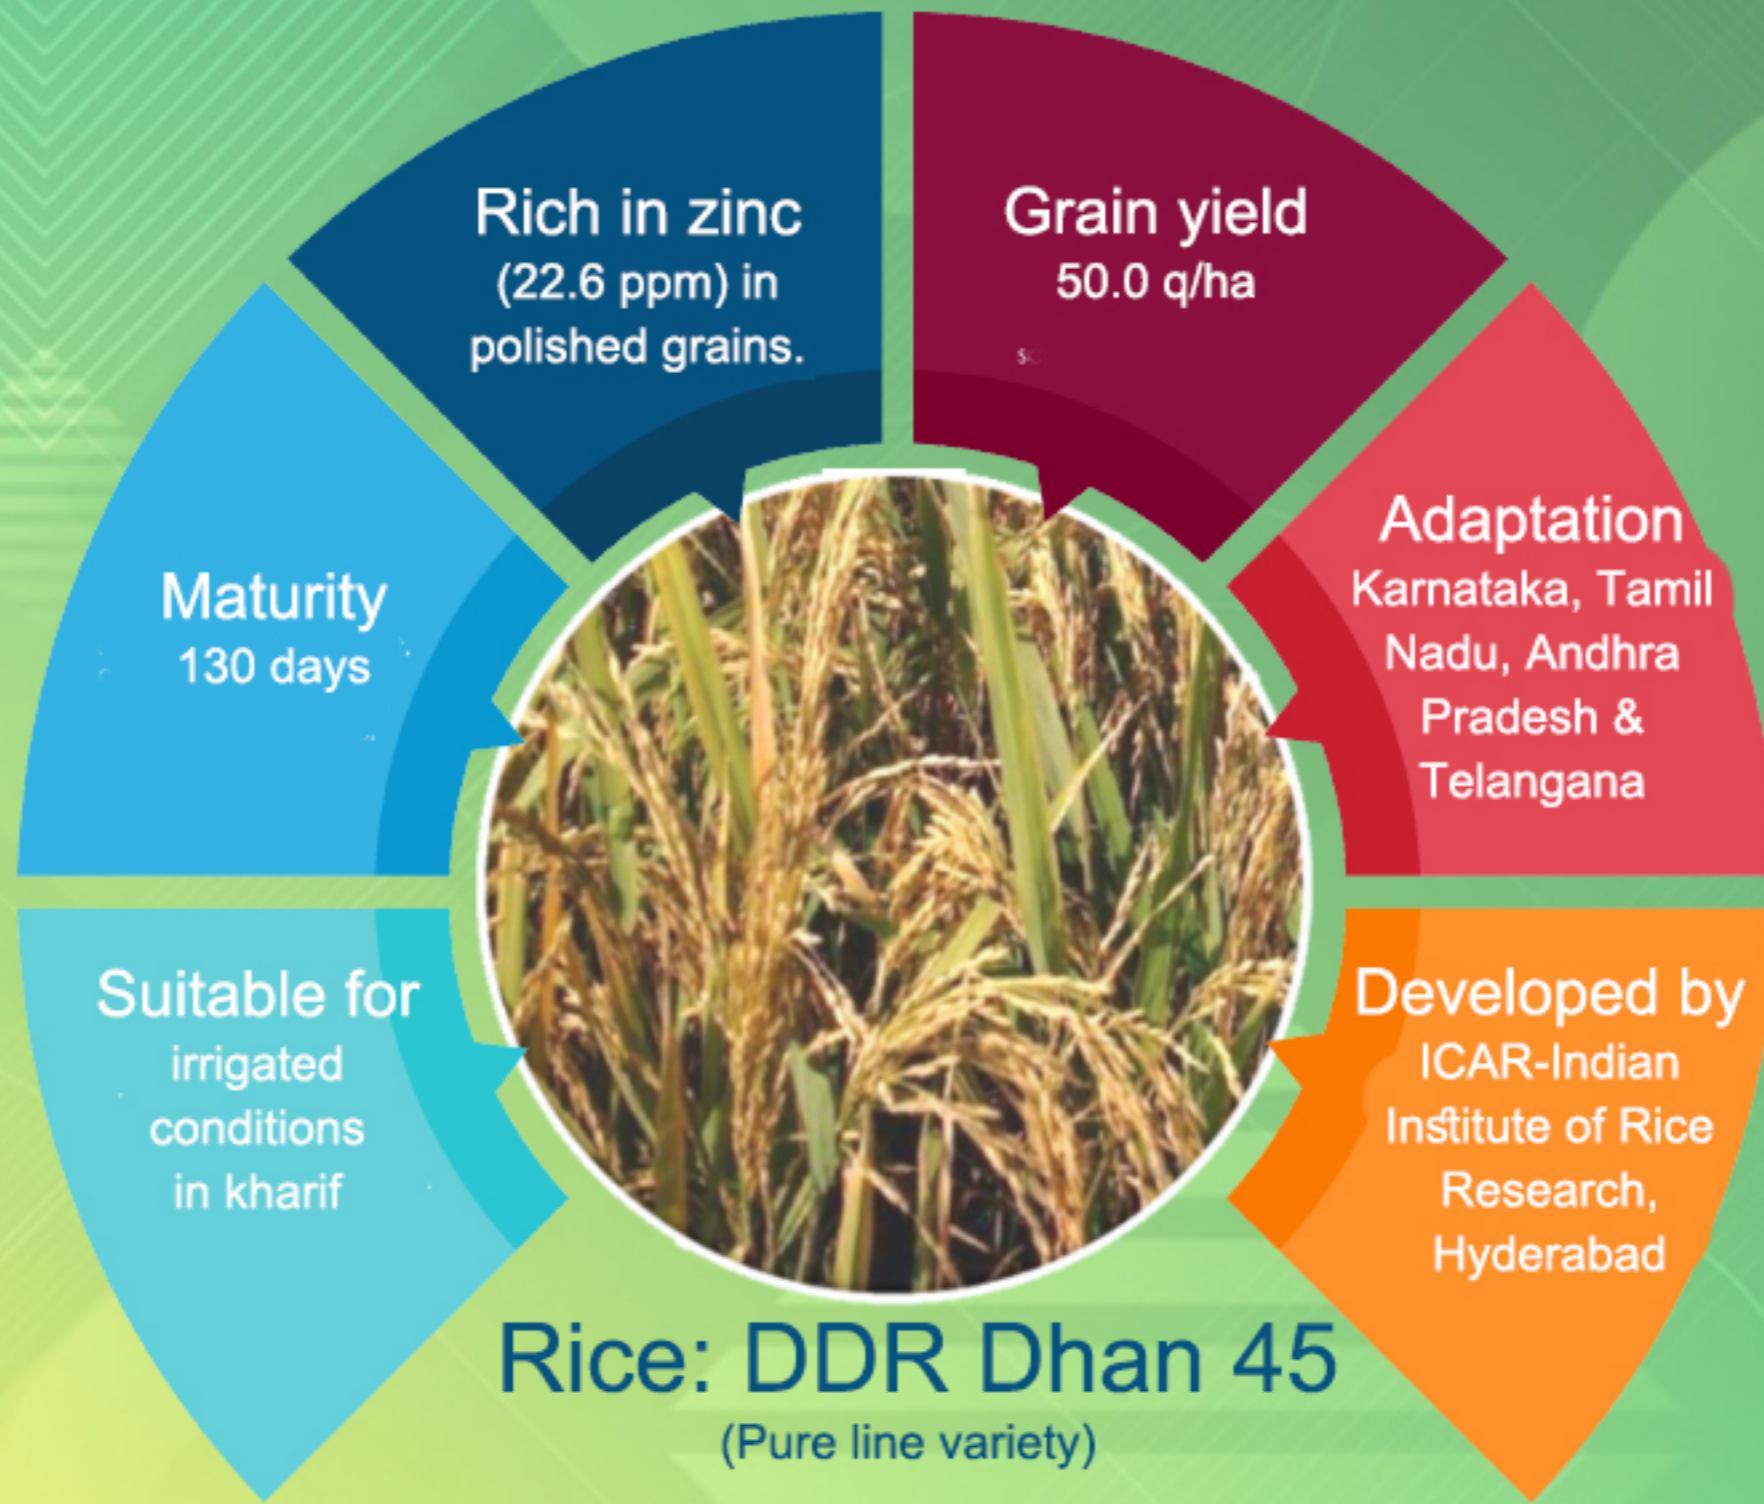 Rich in zinc
(22.6 ppm) in
polished grains.
Grain yield
50.0 q/ha
Maturity
130 days
Adaptation
Karnataka, Tamil
Nadu, Andhra
Pradesh &
Telangana
Suitable for
irrigated
conditions
in kharif
Developed by
ICAR-Indian
Institute of Rice
Research,
Hyderabad
Rice: DDR Dhan 45
(Pure line variety)